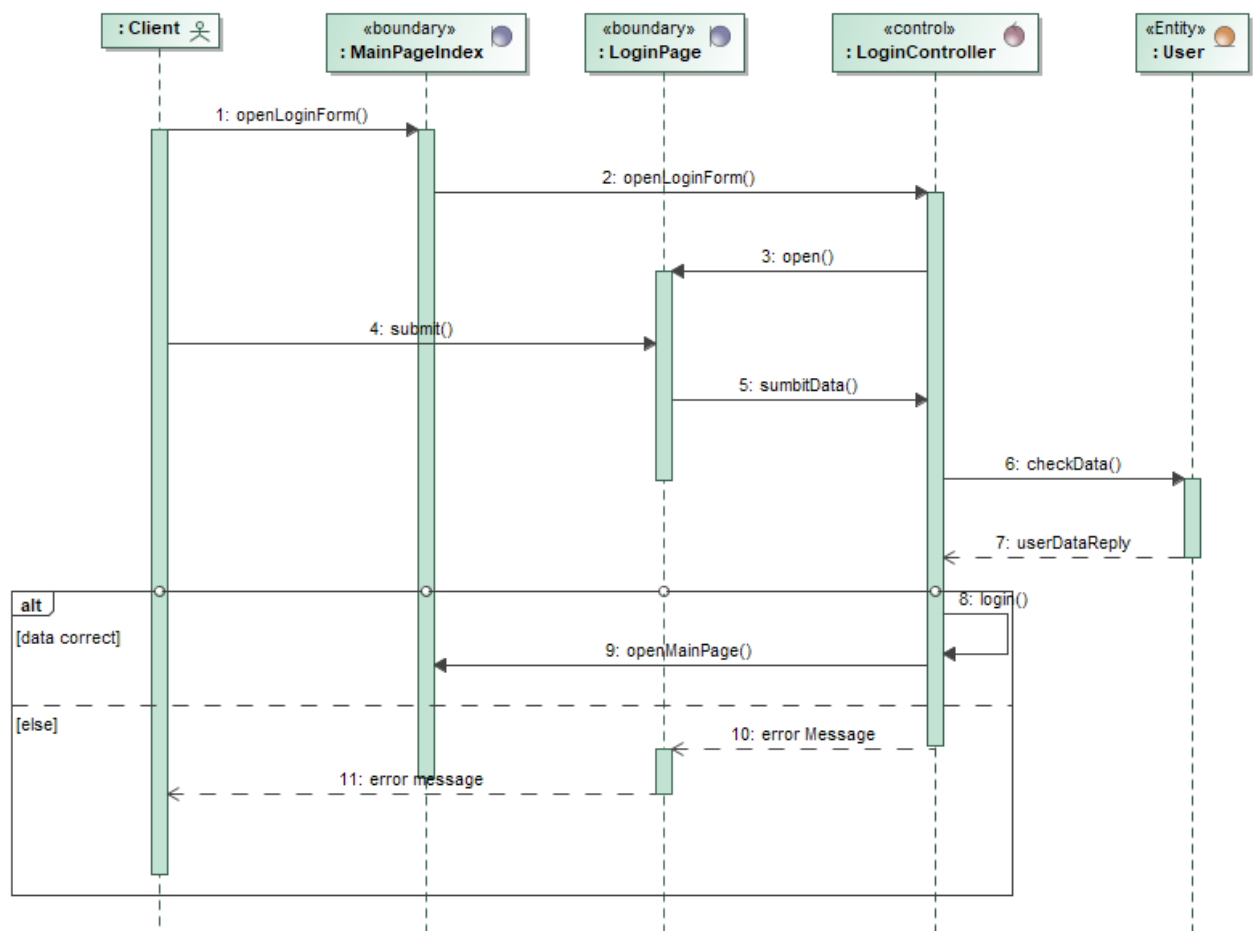 : Client
«boundary»
: MainPageIndex
«boundary»
: LoginPage
«control»
: LoginController
«Entity»
: User
1: openLoginForm()
2: openLoginForm()
3: open()
4: submit()
5: sumbitData()
6: checkData()
7: userDataReply
alt
8: login()
[data correct]
9: openMainPage()
[else]
10: error Message
11: error message